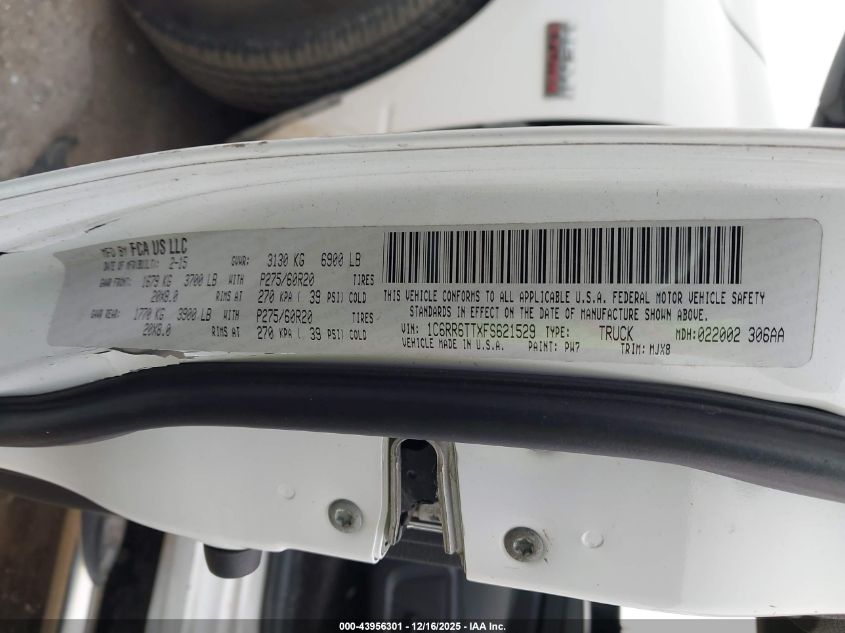 MFD BY FCA US LLC
DATE OF MFR(BUILT): 2-15 GVWR: 3130 KG 6900 LB
GAWR FRONT: 1679 KG 3700 LB WITH P275/60R20 TIRES
20X8.0 RIMS AT 270 KPA ( 39 PSI) COLD
GAWR REAR: 1770 KG 3900 LB WITH P275/60R20 TIRES
20X8.0 RIMS AT 270 KPA ( 39 PSI) COLD
THIS VEHICLE CONFORMS TO ALL APPLICABLE U.S.A. FEDERAL MOTOR VEHICLE SAFETY
STANDARDS IN EFFECT ON THE DATE OF MANUFACTURE SHOWN ABOVE
VIN: 1C6RR6TTXFS621529 TYPE: TRUCK MDH:022002 306AA
VEHICLE MADE IN U.S.A. PAINT: PW7 TRIM: MJX8
000-43956301 | 12/16/2025 | IAA Inc.